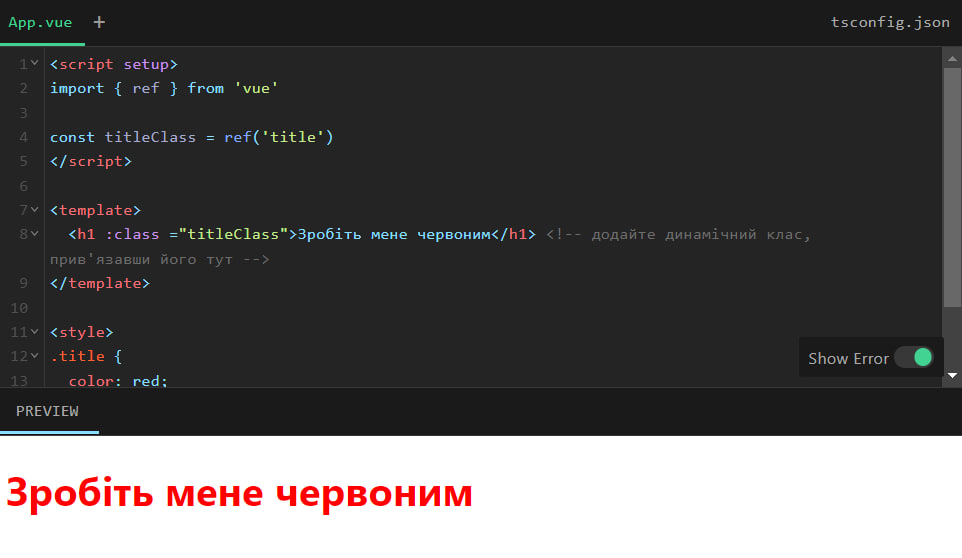 App.vue +
tsconfig.json
1 <script setup>
2 import { ref } from 'vue'
3
4 const titleClass = ref('title')
5 </script>
6
7 <template>
8   <h1 :class ="titleClass">Зробіть мене червоним</h1> <!-- додайте динамічний клас,
прив'язавши його тут -->
9 </template>
10
11 <style>
12 .title {
13   color: red;
Show Error
PREVIEW
Зробіть мене червоним